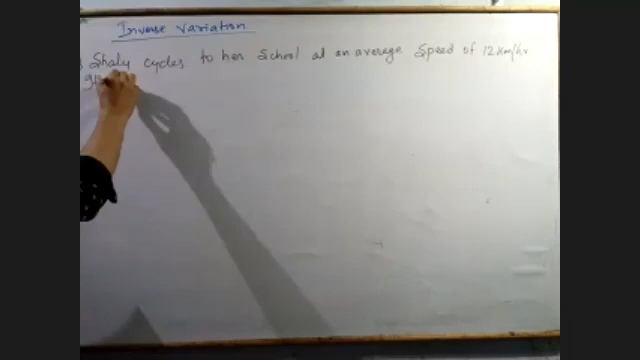 Inverse Variation
Shaly cycles to her School at an average Speed of 12 km/hr